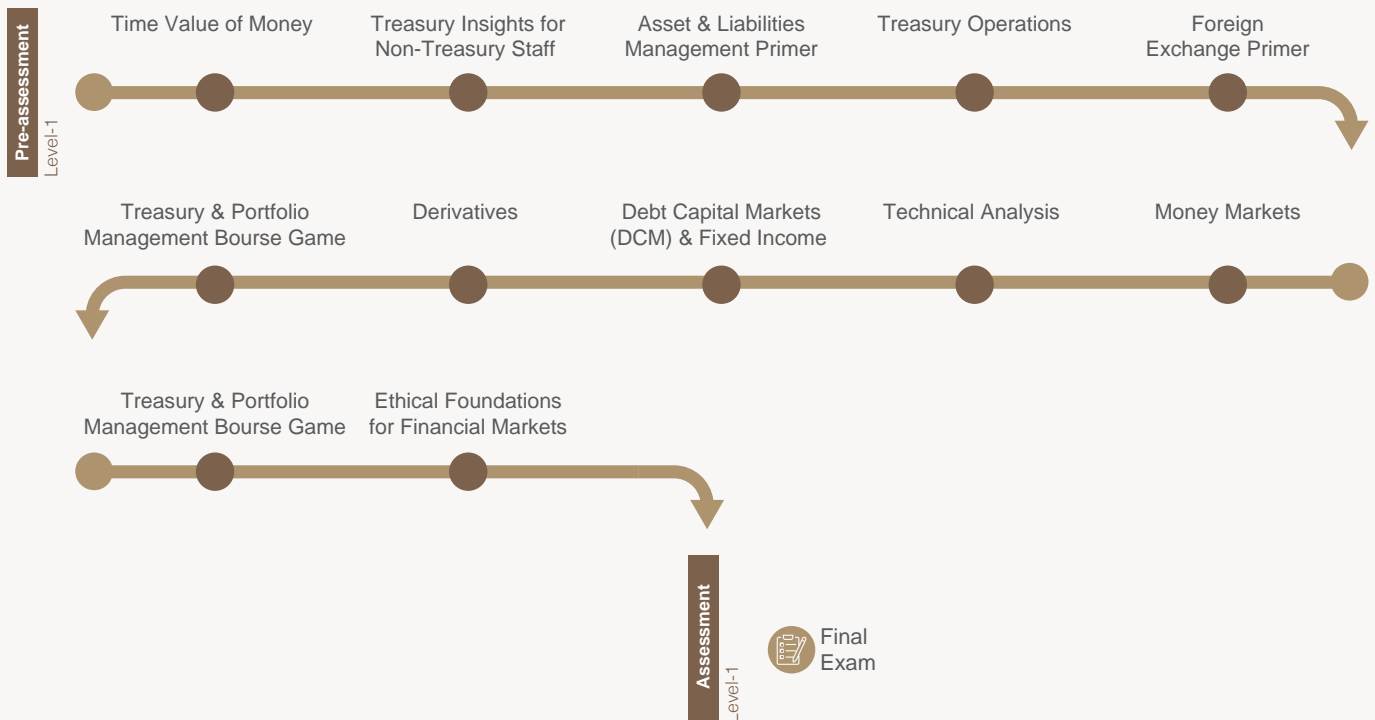 Pre-assessment
Level-1
Time Value of Money
Treasury Insights for
Non-Treasury Staff
Asset & Liabilities
Management Primer
Treasury Operations
Foreign
Exchange Primer
Treasury & Portfolio
Management Bourse Game
Derivatives
Debt Capital Markets
(DCM) & Fixed Income
Technical Analysis
Money Markets
Treasury & Portfolio
Management Bourse Game
Ethical Foundations
for Financial Markets
Assessment
Level-1
Final
Exam